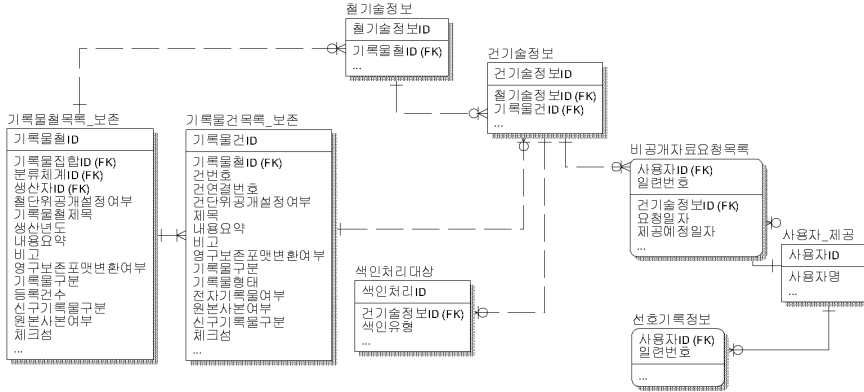 철기술정보
철기술정보ID
기록물철ID (FK)
...
건기술정보
건기술정보ID
철기술정보ID (FK)
기록물건ID (FK)
...
기록물철목록_보존
기록물철ID
기록물집합ID (FK)
분류체계ID (FK)
생산자ID (FK)
철단위공개설정여부
기록물철제목
생산년도
내용요약
비고
영구보존포맷변환여부
기록물구분
등록건수
신구기록물구분
원본사본여부
체크섬
...
기록물건목록_보존
기록물건ID
기록물철ID (FK)
건번호
건연결번호
건단위공개설정여부
제목
내용요약
비고
영구보존포맷변환여부
기록물구분
기록물형태
전자기록물여부
원본사본여부
신구기록물구분
체크섬
...
비공개자료요청목록
사용자ID (FK)
일련번호
건기술정보ID (FK)
요청일자
제공예정일자
...
사용자_제공
사용자ID
사용자명
...
색인처리대상
색인처리ID
건기술정보ID (FK)
색인유형
...
선호기록정보
사용자ID (FK)
일련번호
...